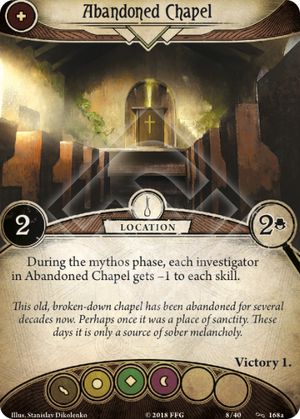 Abandoned Chapel
2
LOCATION
2
During the mythos phase, each investigator
in Abandoned Chapel gets –1 to each skill.
This old, broken-down chapel has been abandoned for several
decades now. Perhaps once it was a place of sanctity. These
days it is only a source of sober melancholy.
Victory 1.
Illus. Stanislav Dikolenko
© 2018 FFG
8/40
168a